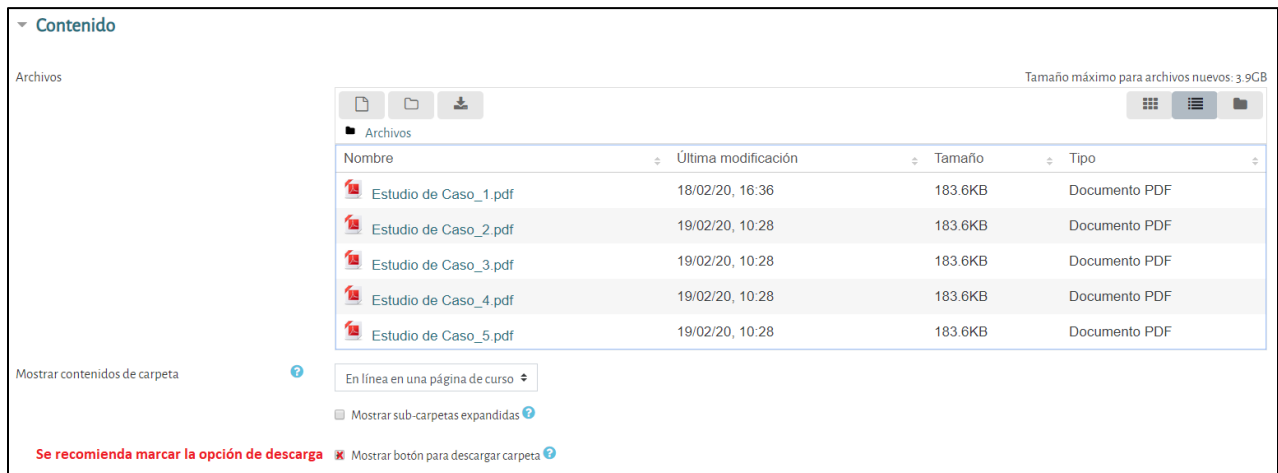 Contenido
Archivos
Tamaño máximo para archivos nuevos: 3.9GB
Archivos
Nombre Última modificación Tamaño Tipo
Estudio de Caso_1.pdf 18/02/20, 16:36 183.6KB Documento PDF
Estudio de Caso_2.pdf 19/02/20, 10:28 183.6KB Documento PDF
Estudio de Caso_3.pdf 19/02/20, 10:28 183.6KB Documento PDF
Estudio de Caso_4.pdf 19/02/20, 10:28 183.6KB Documento PDF
Estudio de Caso_5.pdf 19/02/20, 10:28 183.6KB Documento PDF
Mostrar contenidos de carpeta ? En línea en una página de curso
Mostrar sub-carpetas expandidas ?
Se recomienda marcar la opción de descarga Mostrar botón para descargar carpeta ?